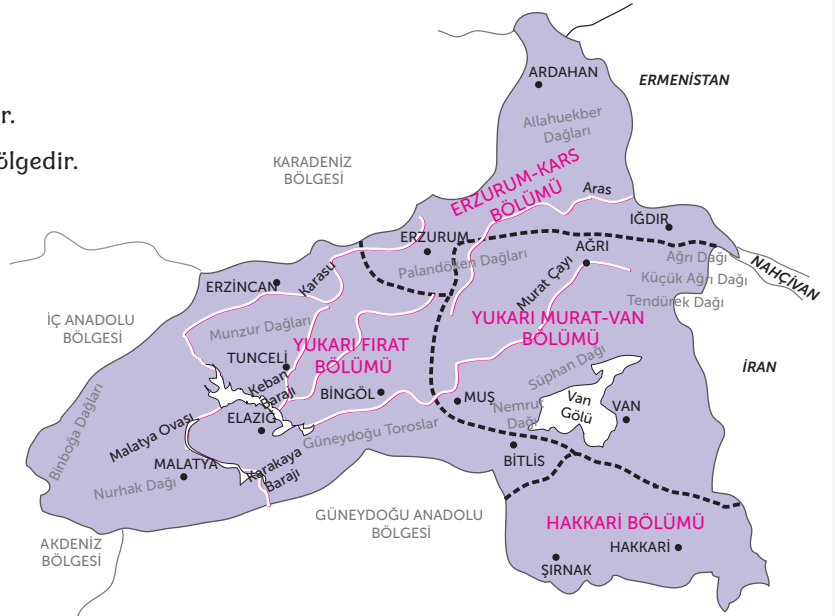 r.
ölgedir.
ARDAHAN
ERMENİSTAN
Allahuekber
Dağları
KARADENİZ
BÖLGESİ
ERZURUM-KARS
BÖLÜMÜ
Aras
IĞDIR
ERZURUM
AĞRI
Ağrı Dağı
NAHÇİVAN
Palandöken Dağları
Küçük Ağrı Dağı
Tendürek Dağı
ERZİNCAN
Karasu
Murat Çayı
İÇ ANADOLU
BÖLGESİ
Munzur Dağları
YUKARI MURAT-VAN
BÖLÜMÜ
YUKARI FIRAT
BÖLÜMÜ
TUNCELİ
İRAN
Süphan Dağı
Keban
Barajı
BİNGÖL
MUŞ
Nemrut
Dağı
Van
Gölü
VAN
Binboğa Dağları
Malatya Ovası
ELAZIĞ
Güneydoğu Toroslar
BİTLİS
MALATYA
Karakaya
Barajı
Nurhak Dağı
GÜNEYDOĞU ANADOLU
BÖLGESİ
HAKKARİ BÖLÜMÜ
HAKKARİ
ŞIRNAK
AKDENİZ
BÖLGESİ